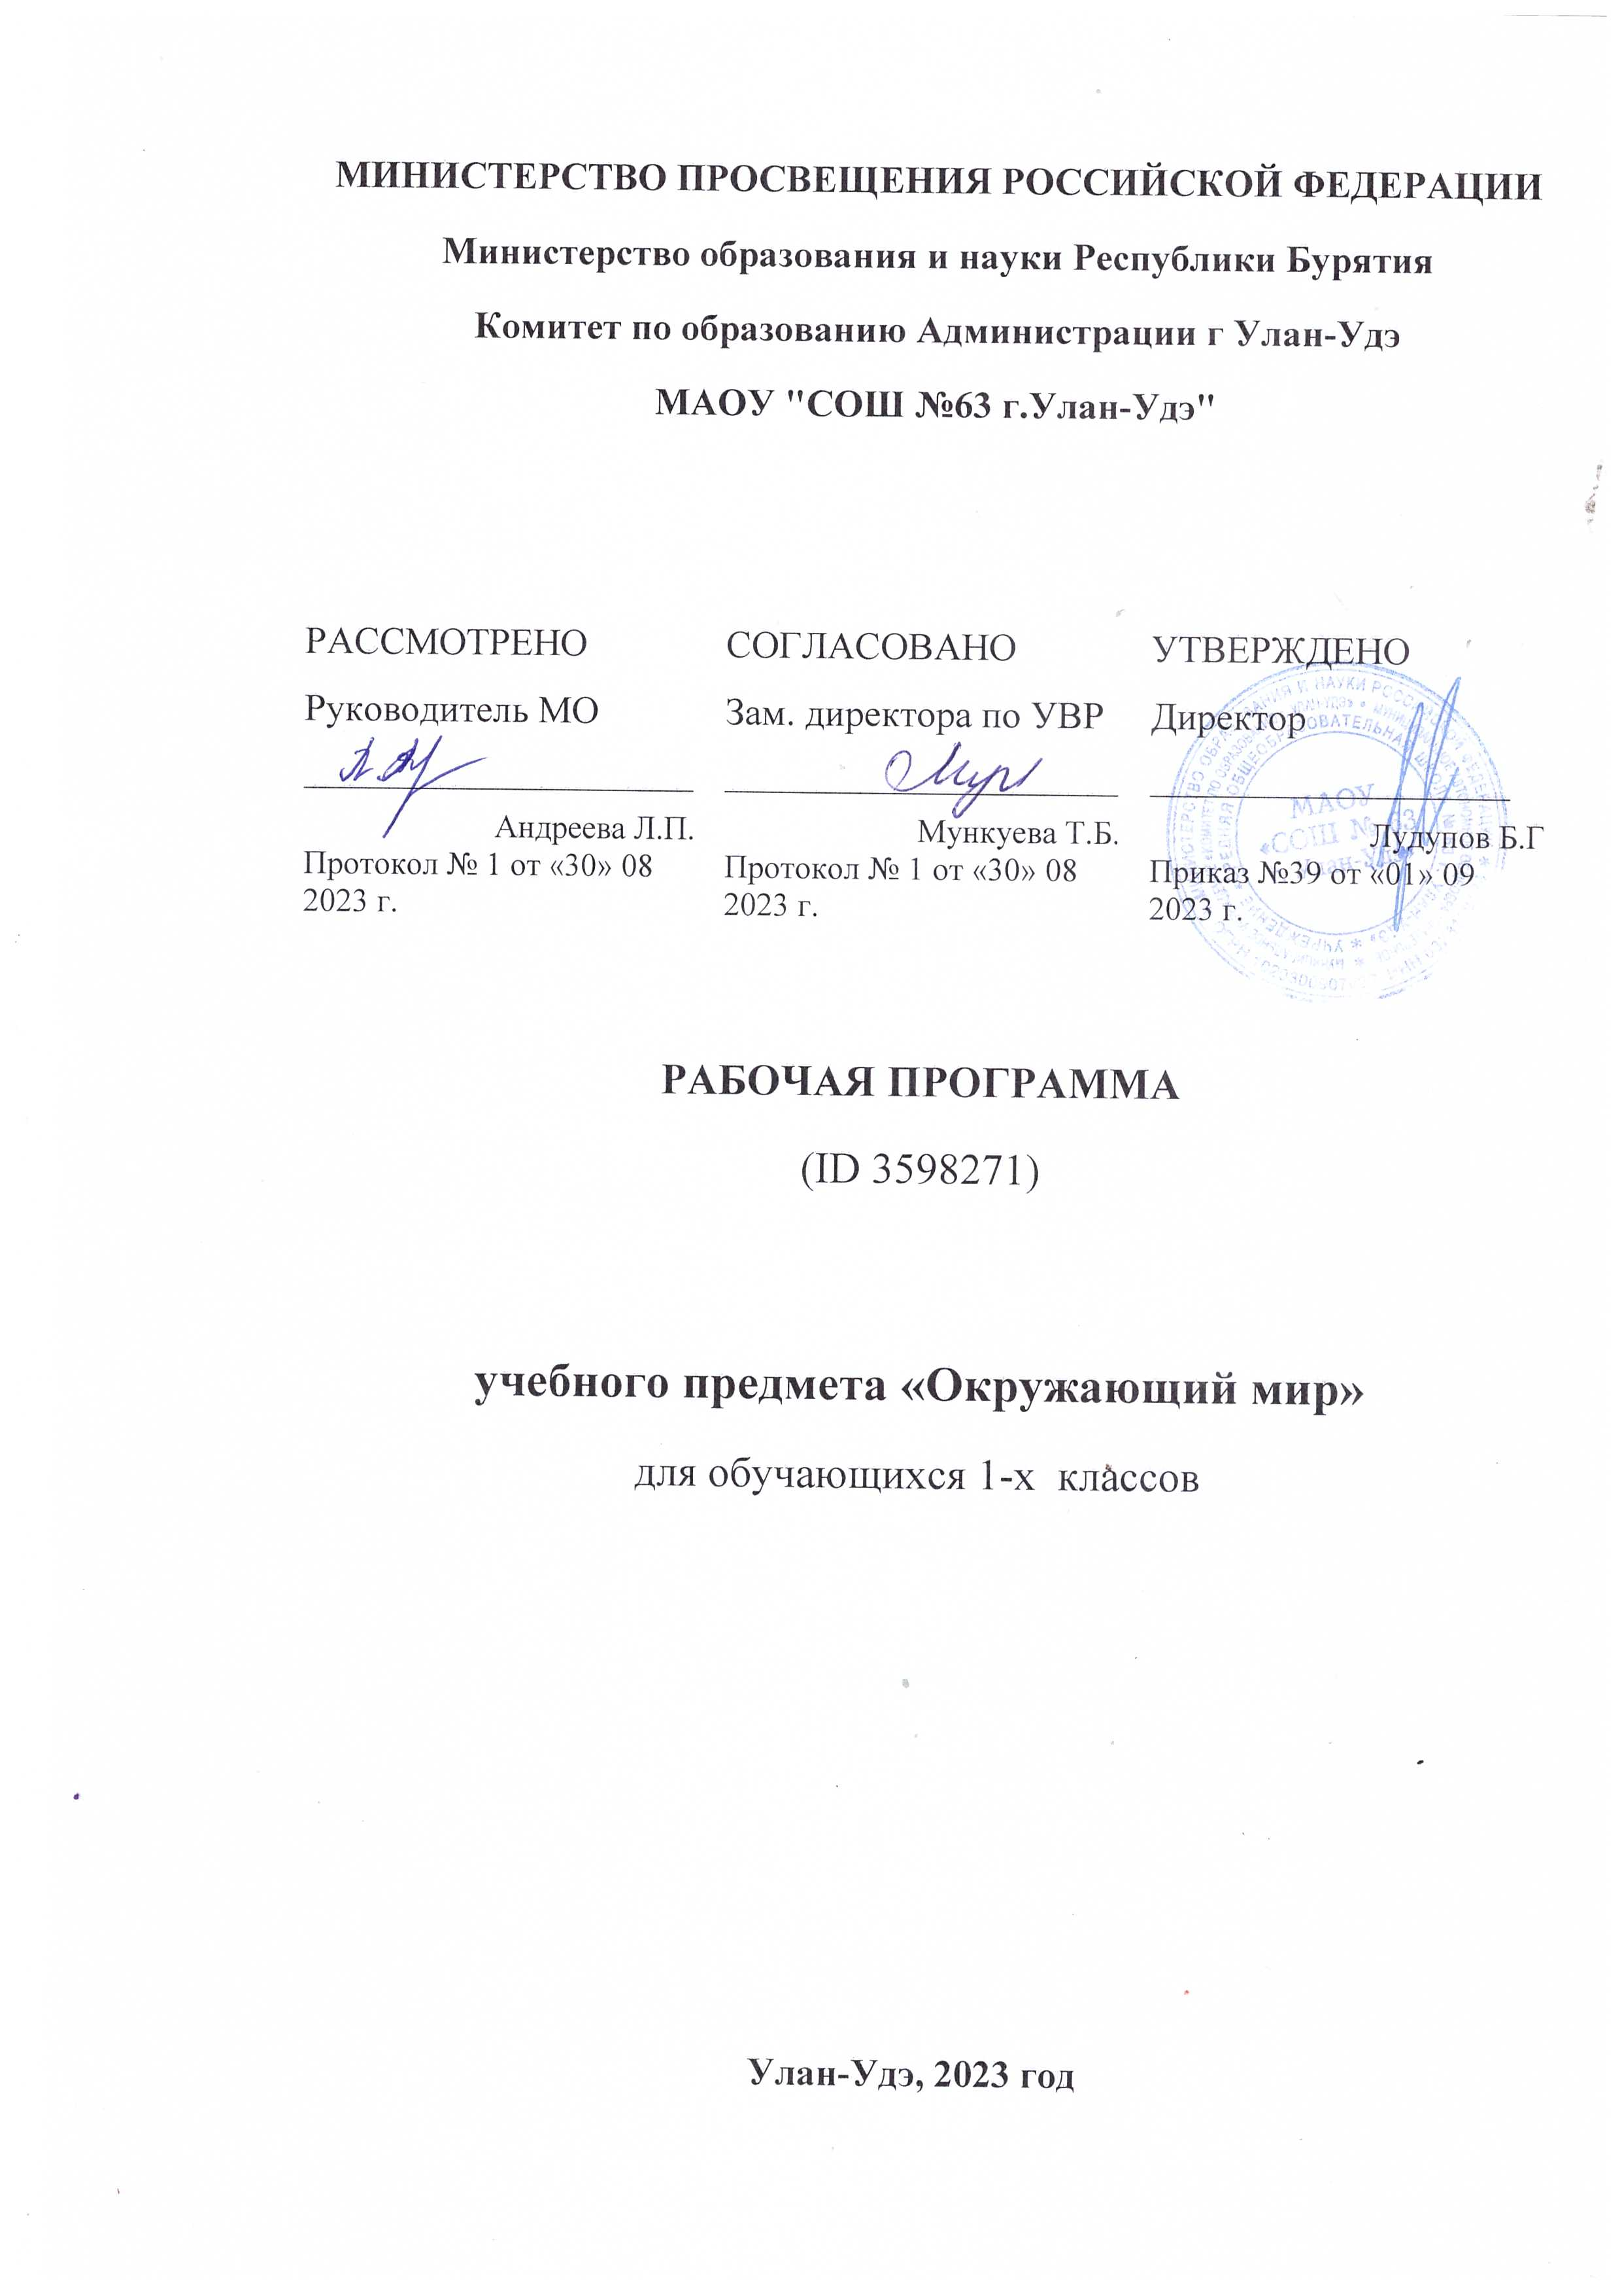 МИНИСТЕРСТВО ПРОСВЕЩЕНИЯ РОССИЙСКОЙ ФЕДЕРАЦИИ
Министерство образования и науки Республики Бурятия
Комитет по образованию Администрации г Улан-Удэ
МАОУ "СОШ №63 г.Улан-Удэ"
РАССМОТРЕНО
Руководитель МО
Андреева Л.П.
Протокол № 1 от «30» 08
2023 г.
СОГЛАСОВАНО
Зам. директора по УВР
Мункуева Т.Б.
Протокол № 1 от «30» 08
2023 г.
УТВЕРЖДЕНО
Директор
Лудупов Б.Г
Приказ №39 от «01» 09
2023 г.
МАОУ
РАБОЧАЯ ПРОГРАММА
(ID 3598271)
учебного предмета «Окружающий мир»
для обучающихся 1-х классов
Улан-Удэ, 2023 год